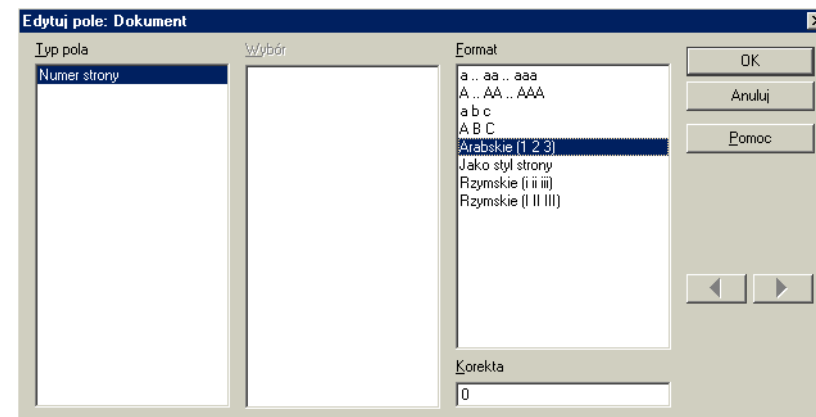 Edytuj pole: Dokument
Typ pola
Numer strony
Wybór
Format
a .. aa .. aaa
A .. AA .. AAA
a b c
A B C
Arabskie (1 2 3)
Jako styl strony
Rzymskie (i ii iii)
Rzymskie (I II III)
Korekta
0
OK
Anuluj
Pomoc